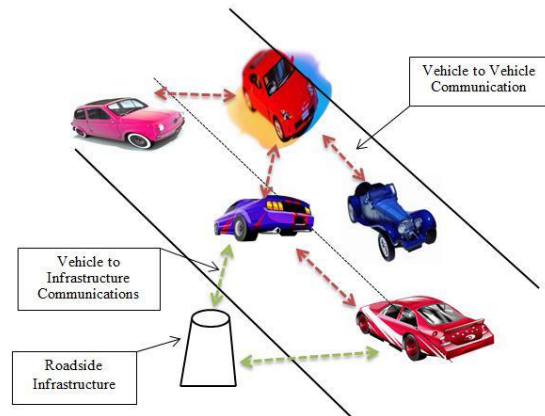 Vehicle to Vehicle
Communication
Vehicle to
Infrastructure
Communications
Roadside
Infrastructure